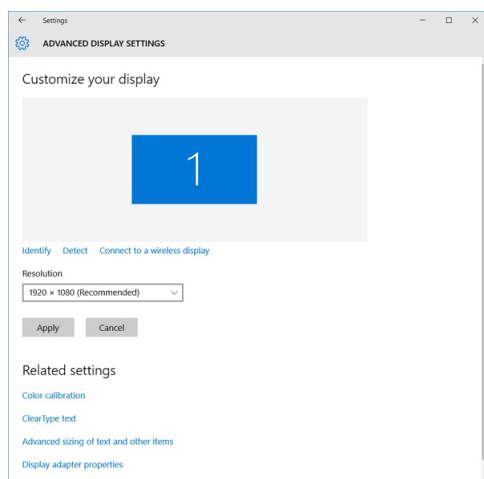 Settings
ADVANCED DISPLAY SETTINGS
Customize your display
1
Identify Detect Connect to a wireless display
Resolution
1920 × 1080 (Recommended)
Apply Cancel
Related settings
Color calibration
ClearType text
Advanced sizing of text and other items
Display adapter properties